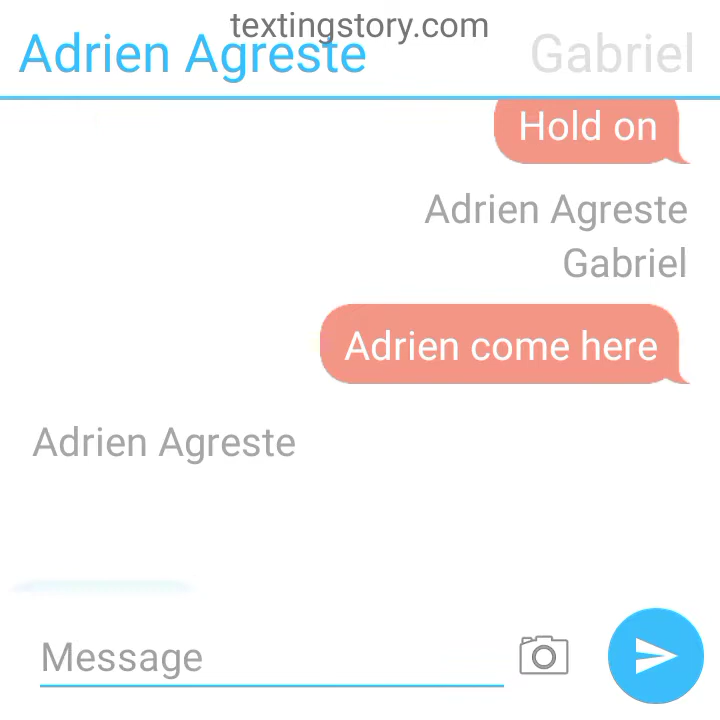 textingstory.com
Adrien Agreste
Gabriel
Hold on
Adrien Agreste
Gabriel
Adrien come here
Adrien Agreste
Message